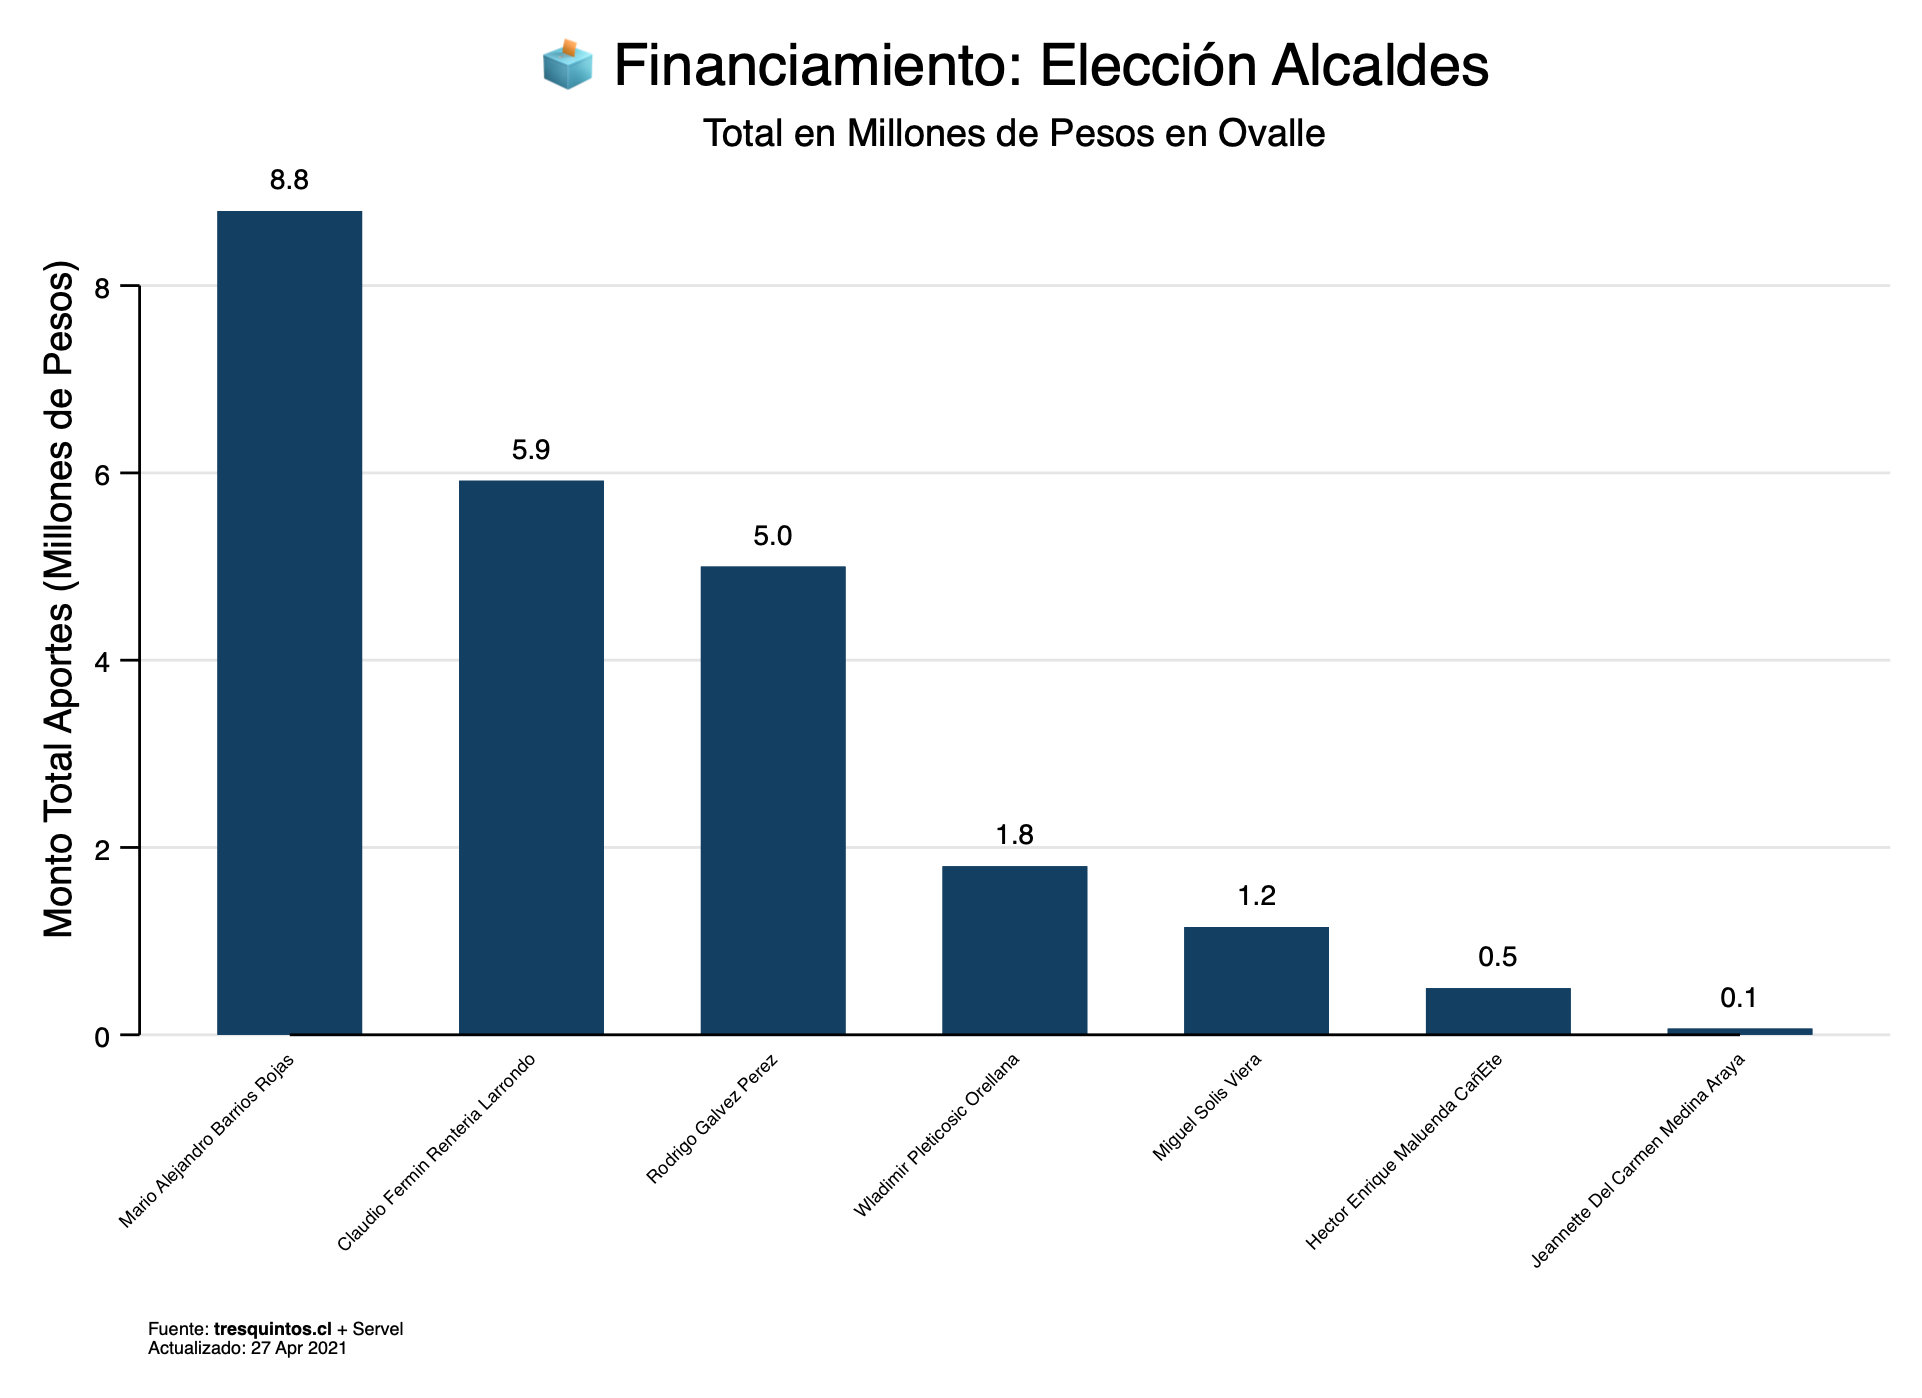 Financiamiento: Elección Alcaldes
Total en Millones de Pesos en Ovalle
Monto Total Aportes (Millones de Pesos)
8
6
4
2
0
8.8
5.9
5.0
1.8
1.2
0.5
0.1
Mario Alejandro Barrios Rojas
Claudio Fermin Renteria Larrondo
Rodrigo Galvez Perez
Wladimir Pleticosic Orellana
Miguel Solis Viera
Hector Enrique Maluenda CañEte
Jeannette Del Carmen Medina Araya
Fuente: tresquintos.cl + Servel
Actualizado: 27 Apr 2021